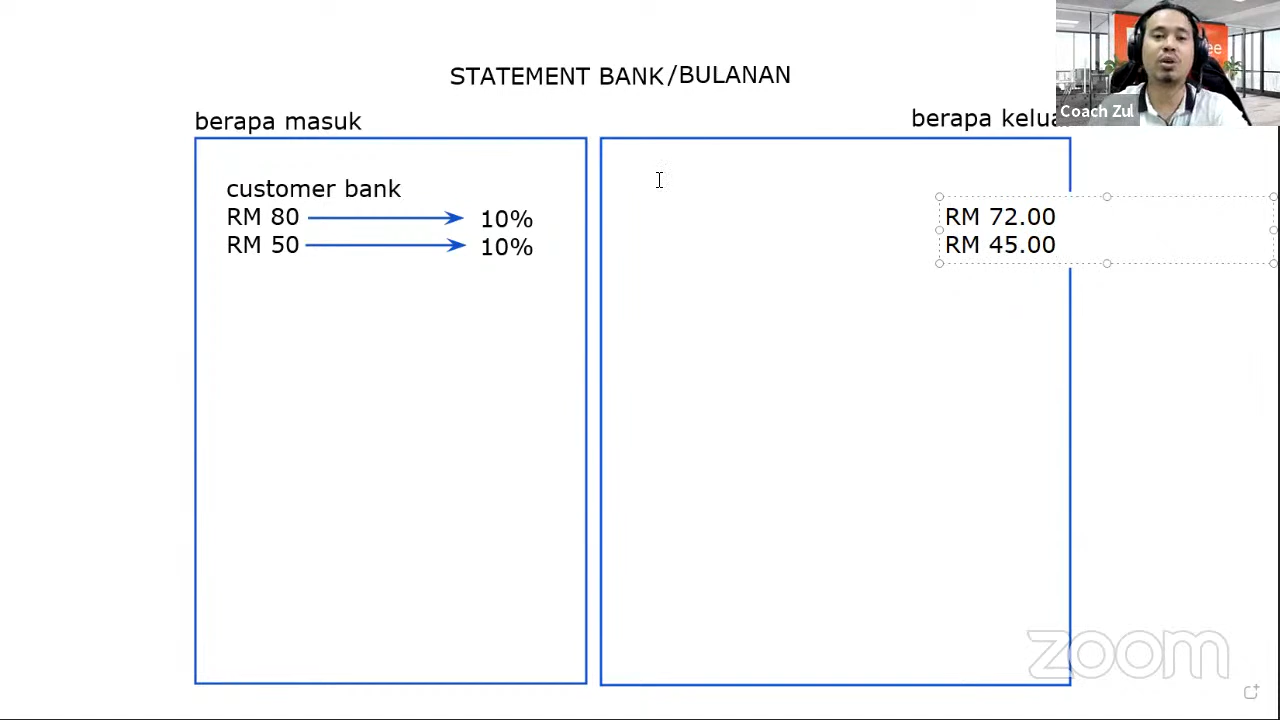 STATEMENT BANK/BULANAN
berapa masuk
berapa
customer bank
RM 80 10%
RM 50 10%
RM 72.00
RM 45.00
Coach Zul
zoom